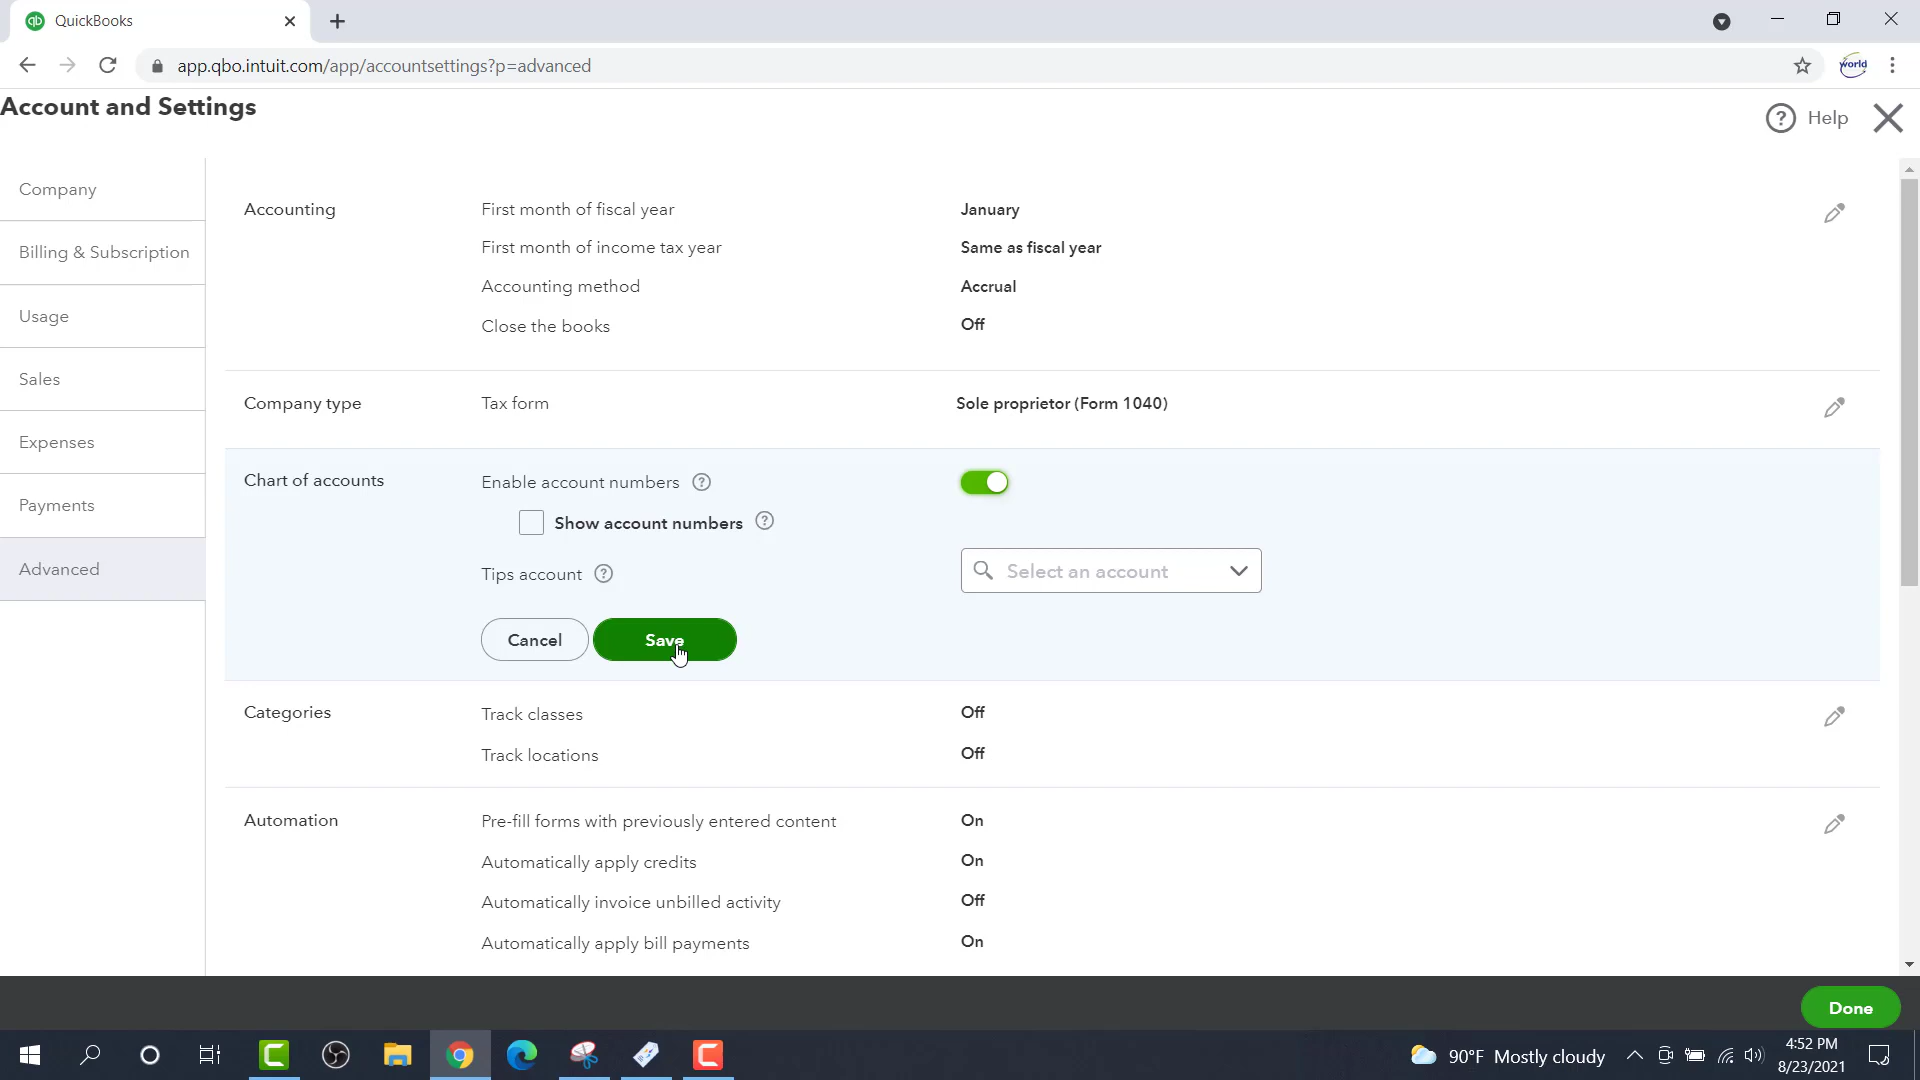 QuickBooks
app.qbo.intuit.com/app/accountsettings?p=advanced
world
Account and Settings
? Help
Company
Billing & Subscription
Usage
Sales
Expenses
Payments
Advanced
Accounting
First month of fiscal year January
First month of income tax year Same as fiscal year
Accounting method Accrual
Close the books Off
Company type Tax form Sole proprietor (Form 1040)
Chart of accounts Enable account numbers ?
Show account numbers ?
Tips account ? Select an account
Cancel Save
Categories Track classes Off
Track locations Off
Automation Pre-fill forms with previously entered content On
Automatically apply credits On
Automatically invoice unbilled activity Off
Automatically apply bill payments On
Done
90°F Mostly cloudy
4:52 PM
8/23/2021